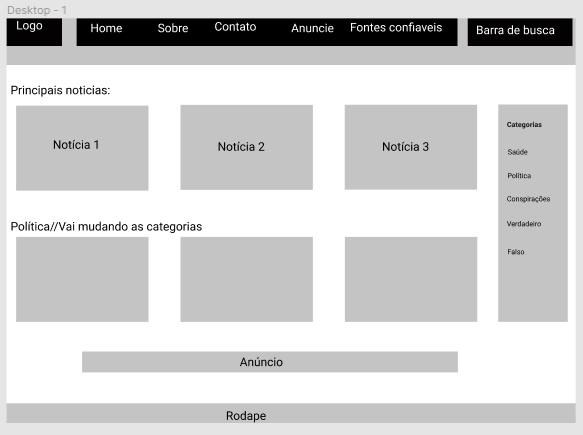 Desktop - 1
Logo
Home
Sobre
Contato
Anuncie
Fontes confiaveis
Barra de busca
Principais noticias:
Notícia 1
Notícia 2
Notícia 3
Categorias
Saúde
Política
Conspirações
Verdadeiro
Falso
Política//Vai mudando as categorias
Anúncio
Rodape